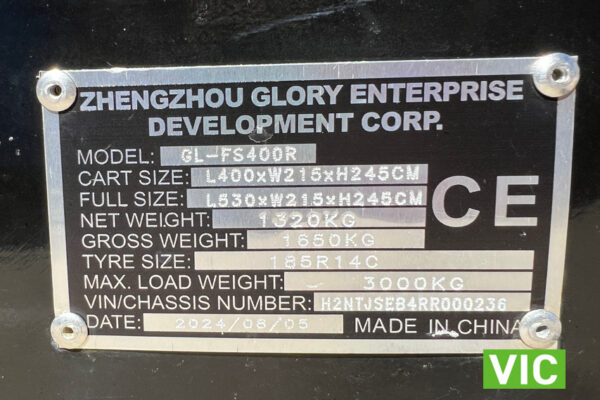 ZHENGZHOU GLORY ENTERPRISE
DEVELOPMENT CORP.
MODEL: GL-FS400R
CART SIZE: L400xW215xH245CM
FULL SIZE: L530xW215xH245CM
NET WEIGHT: 1320KG
GROSS WEIGHT: 1650KG
TYRE SIZE: 185R14C
MAX. LOAD WEIGHT: 3000KG
VIN/CHASSIS NUMBER: H2NTJSEB4RR000236
DATE: 2024/06/05 MADE IN CHINA
CE
VIC